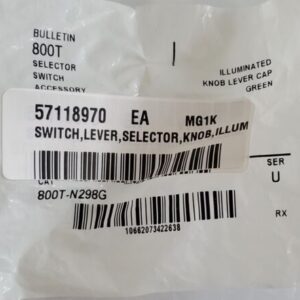 BULLETIN
800T
SELECTOR
SWITCH
ACCESSORY
ILLUMINATED
KNOB LEVER CAP
GREEN
57118970 EA MG1K
SWITCH,LEVER,SELECTOR,KNOB,ILLUM
CAT
SER
U
800T-N298G
RX
10662073422638